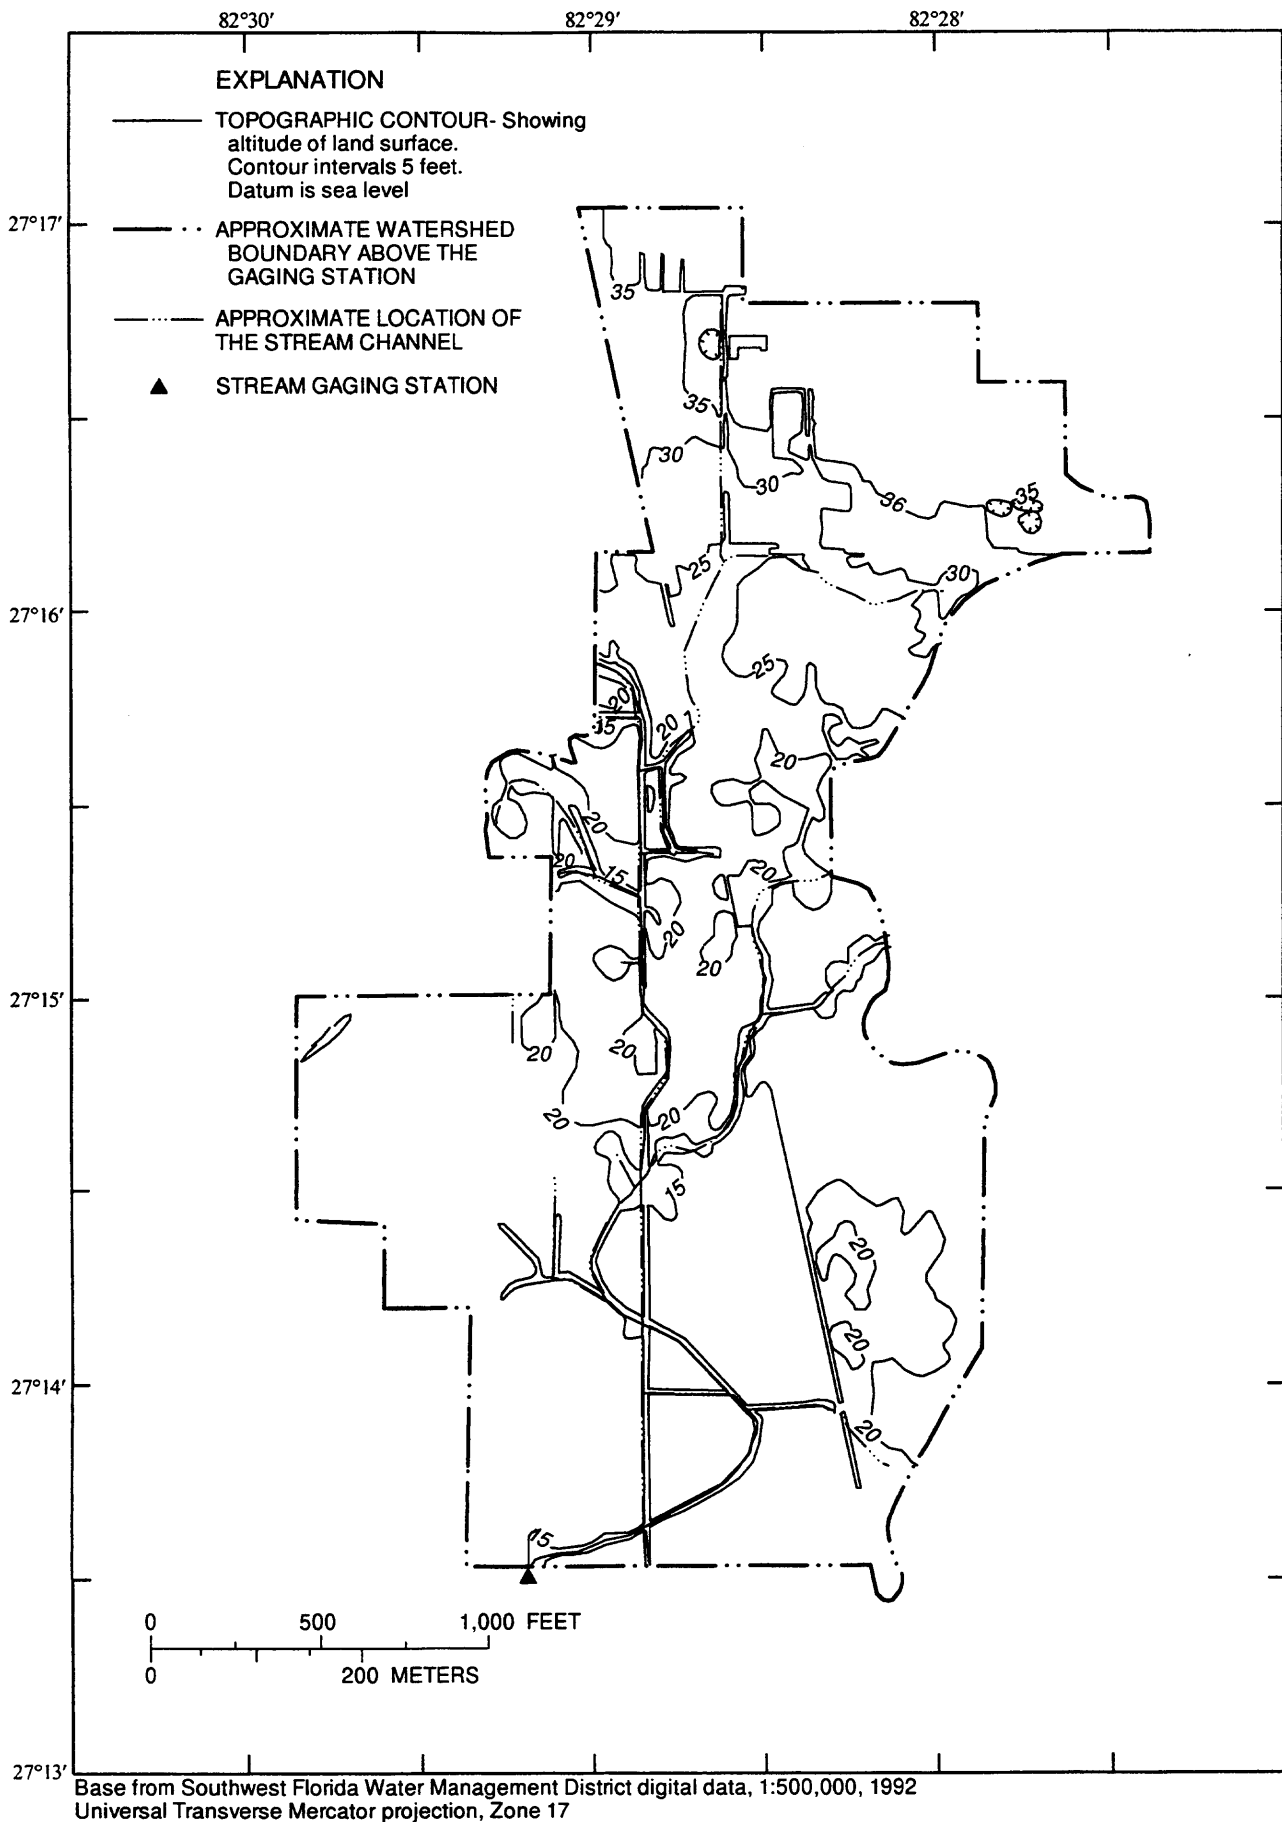 82°30′ 82°29′ 82°28′
EXPLANATION
TOPOGRAPHIC CONTOUR- Showing
altitude of land surface.
Contour intervals 5 feet.
Datum is sea level
27°17′
APPROXIMATE WATERSHED
BOUNDARY ABOVE THE
GAGING STATION
35
APPROXIMATE LOCATION OF
THE STREAM CHANNEL
STREAM GAGING STATION
35
30
30
36
35
25
30
27°16′
25
20
15
20
20
20
20
15
20
20
20
27°15′
20
20
20
20
15
20
20
27°14′
20
15
0 500 1,000 FEET
0 200 METERS
27°13′
Base from Southwest Florida Water Management District digital data, 1:500,000, 1992
Universal Transverse Mercator projection, Zone 17